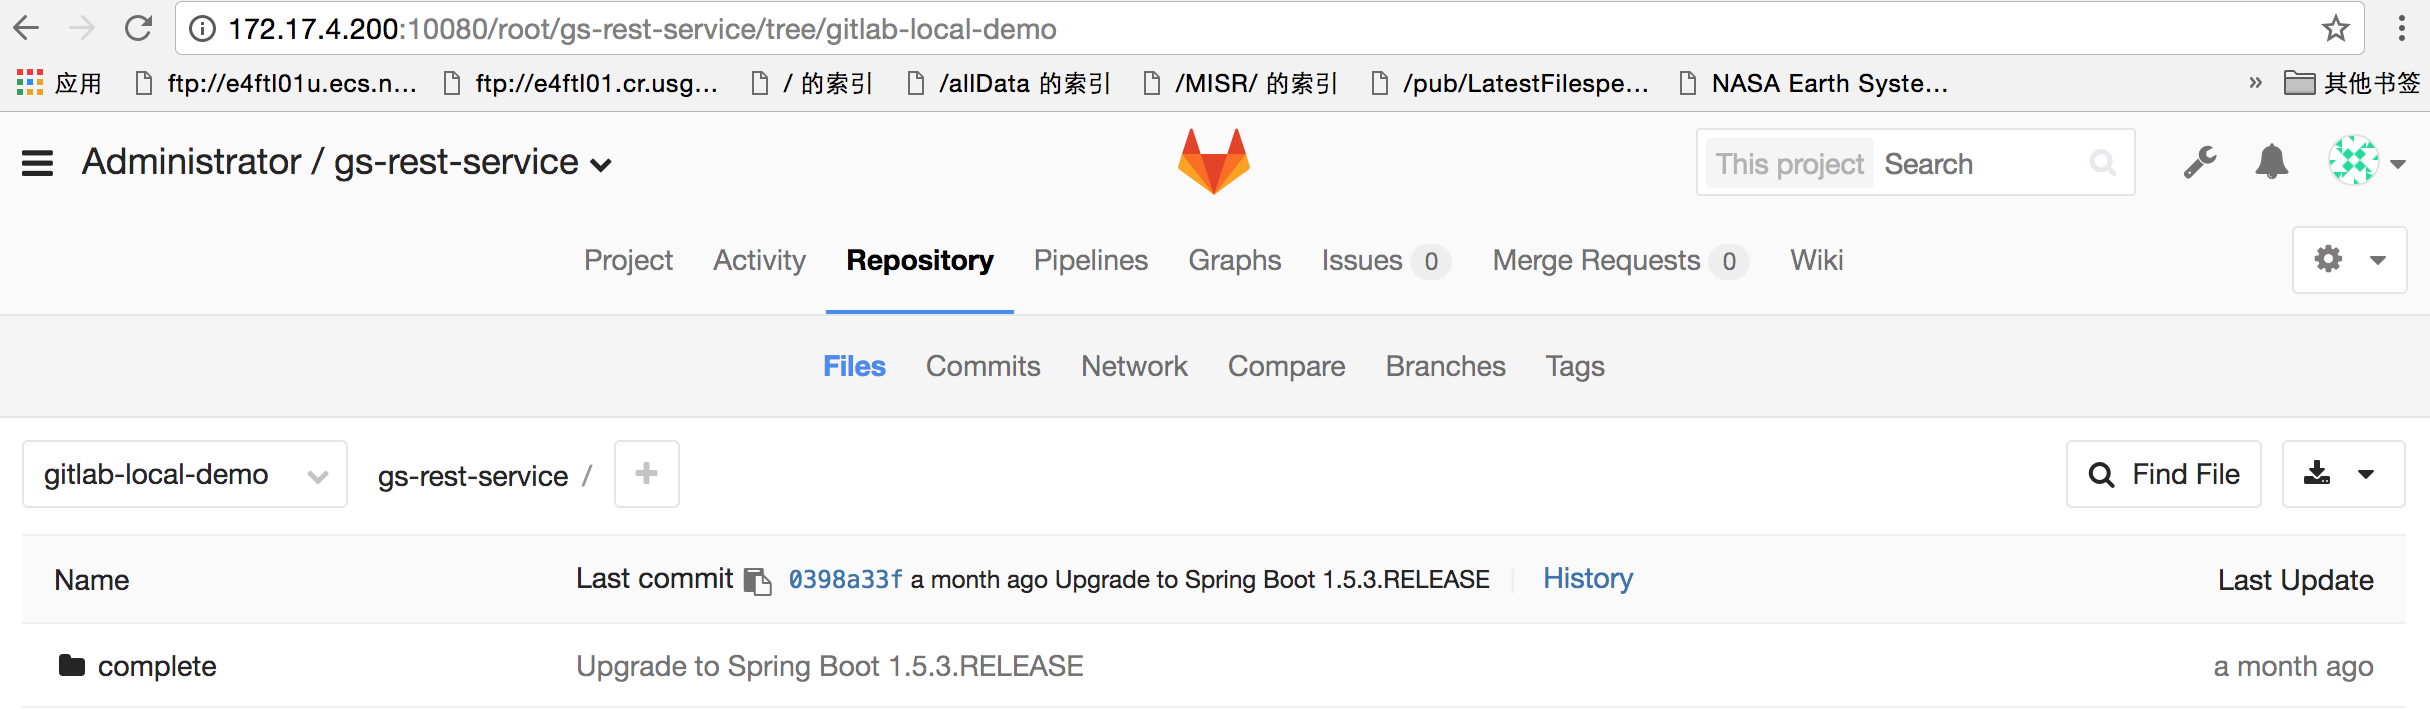 172.17.4.200:10080/root/gs-rest-service/tree/gitlab-local-demo
应用 ftp://e4ftl01u.ecs.n... ftp://e4ftl01.cr.usg... / 的索引 /allData 的索引 /MISR/ 的索引 /pub/LatestFilespe... NASA Earth Syste... » 其他书签
Administrator / gs-rest-service This project Search
Project Activity Repository Pipelines Graphs Issues 0 Merge Requests 0 Wiki
Files Commits Network Compare Branches Tags
gitlab-local-demo gs-rest-service / + Find File
Name Last commit 0398a33f a month ago Upgrade to Spring Boot 1.5.3.RELEASE History Last Update
complete Upgrade to Spring Boot 1.5.3.RELEASE a month ago